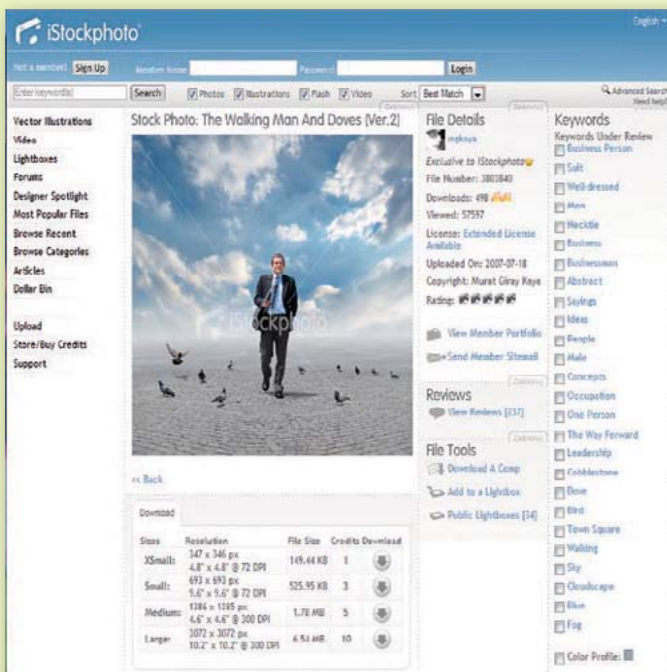 iStockphoto
English
Not a member? Sign Up
Member Name
Password
Login
Enter keyword(s)
Search
Photos
Illustrations
Flash
Video
Sort
Best Match
Advanced Search
Need help
Vector Illustrations
Video
Lightboxes
Forums
Designer Spotlight
Most Popular Files
Browse Recent
Browse Categories
Articles
Dollar Bin
Upload
Store/Buy Credits
Support
Stock Photo: The Walking Man And Doves (Ver.2)
iStockphoto
<< Back
Download
Sizes Resolution File Size Credits Download
XSmall: 347 x 346 px 149.44 KB 1
4.8" x 4.8" @ 72 DPI
Small: 693 x 693 px 525.95 KB 3
9.6" x 9.6" @ 72 DPI
Medium: 1386 x 1385 px 1.78 MB 5
4.6" x 4.6" @ 300 DPI
Large: 3072 x 3072 px 6.54 MB 10
10.2" x 10.2" @ 300 DPI
File Details
Exclusive to iStockphoto
File Number: 3803840
Downloads: 498
Viewed: 57597
License: Extended License
Available
Uploaded On: 2007-07-18
Copyright: Murat Giray Kaya
Rating:
View Member Portfolio
Send Member Sitemail
Reviews
View Reviews [237]
File Tools
Download A Comp
Add to a Lightbox
Public Lightboxes [34]
Keywords
Keywords Under Review
Business Person
Suit
Well-dressed
Men
Necktie
Business
Businessman
Abstract
Sayings
Ideas
People
Male
Concepts
Occupation
One Person
The Way Forward
Leadership
Cobblestone
Dove
Bird
Town Square
Walking
Sky
Cloudscape
Blue
Fog
Color Profile: